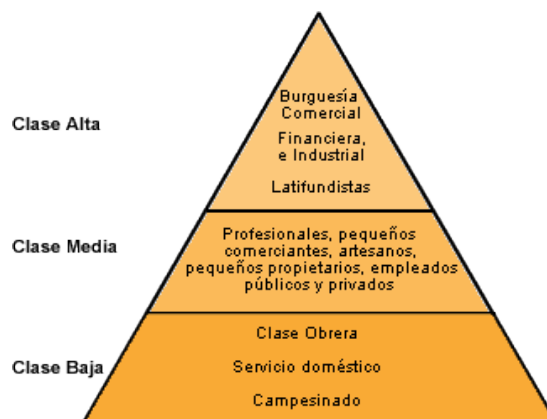 Clase Alta
Burguesía
Comercial
Financiera,
e Industrial
Latifundistas
Clase Media
Profesionales, pequeños
comerciantes, artesanos,
pequeños propietarios, empleados
públicos y privados
Clase Baja
Clase Obrera
Servicio doméstico
Campesinado